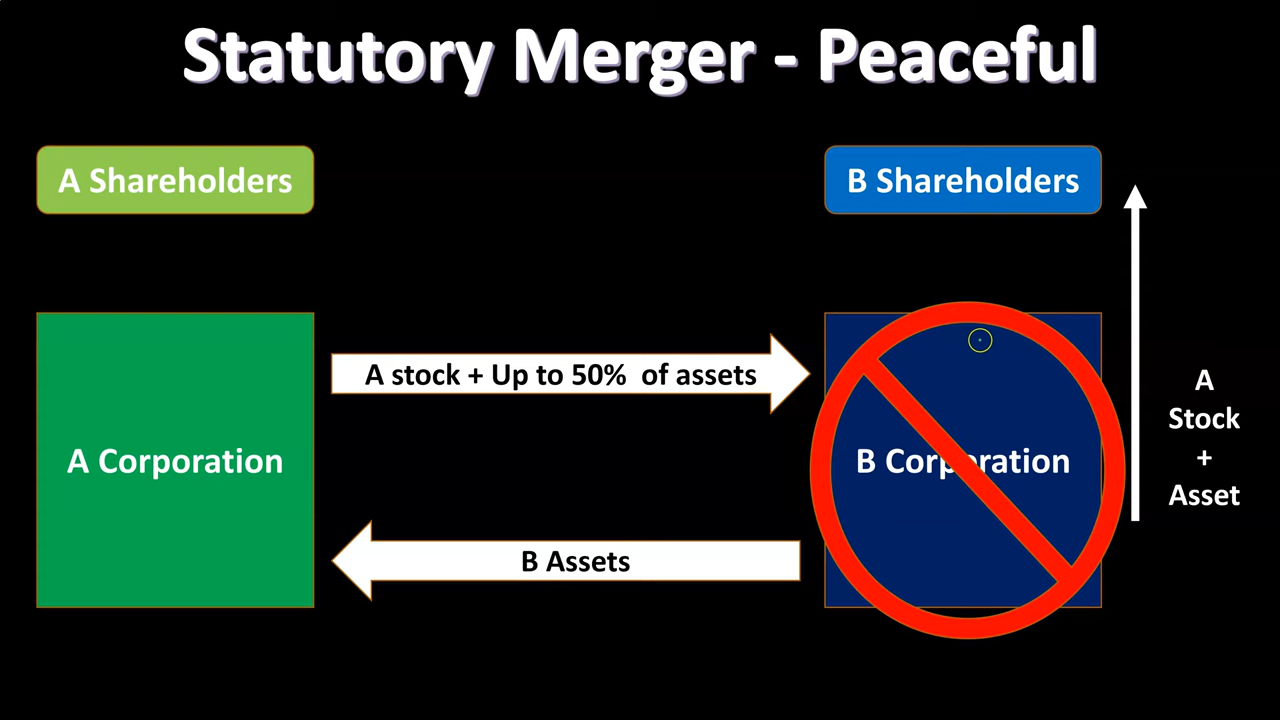 Statutory Merger - Peaceful
A Shareholders
B Shareholders
A stock + Up to 50% of assets
A Corporation
B Corporation
B Assets
A
Stock
+
Asset